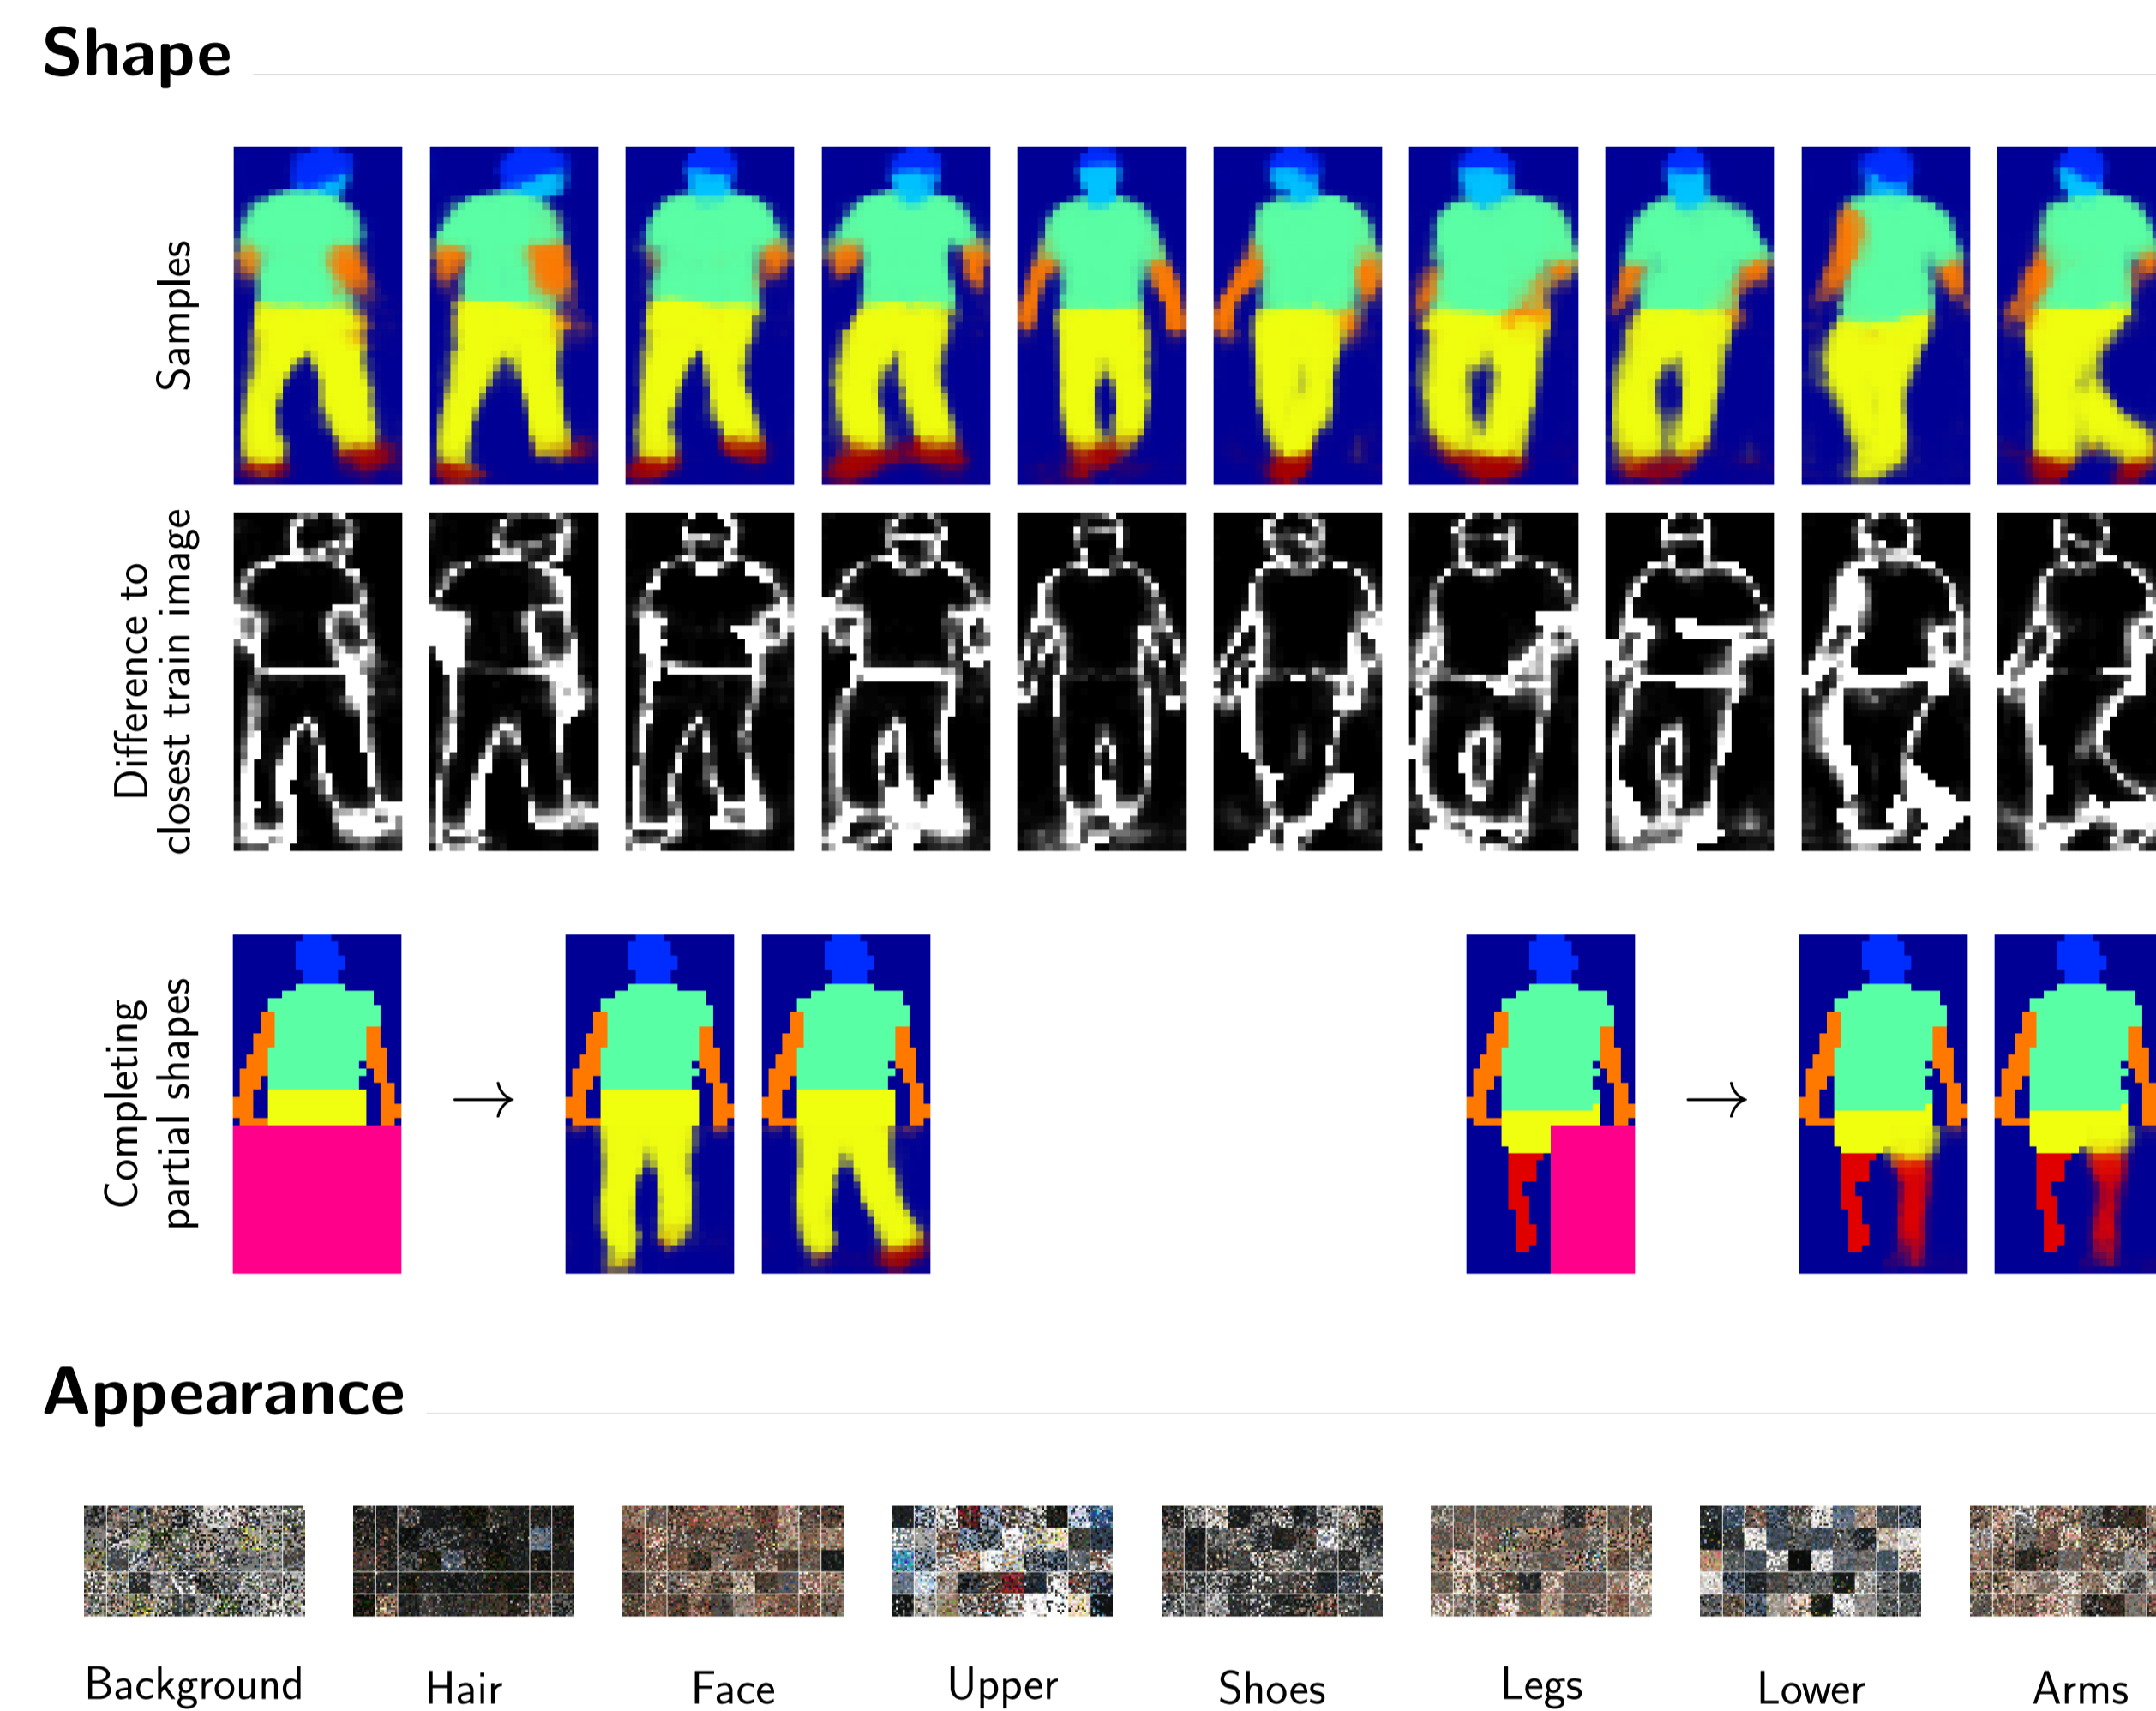 Shape
Samples
Difference to
closest train image
Completing
partial shapes
Appearance
Background
Hair
Face
Upper
Shoes
Legs
Lower
Arms